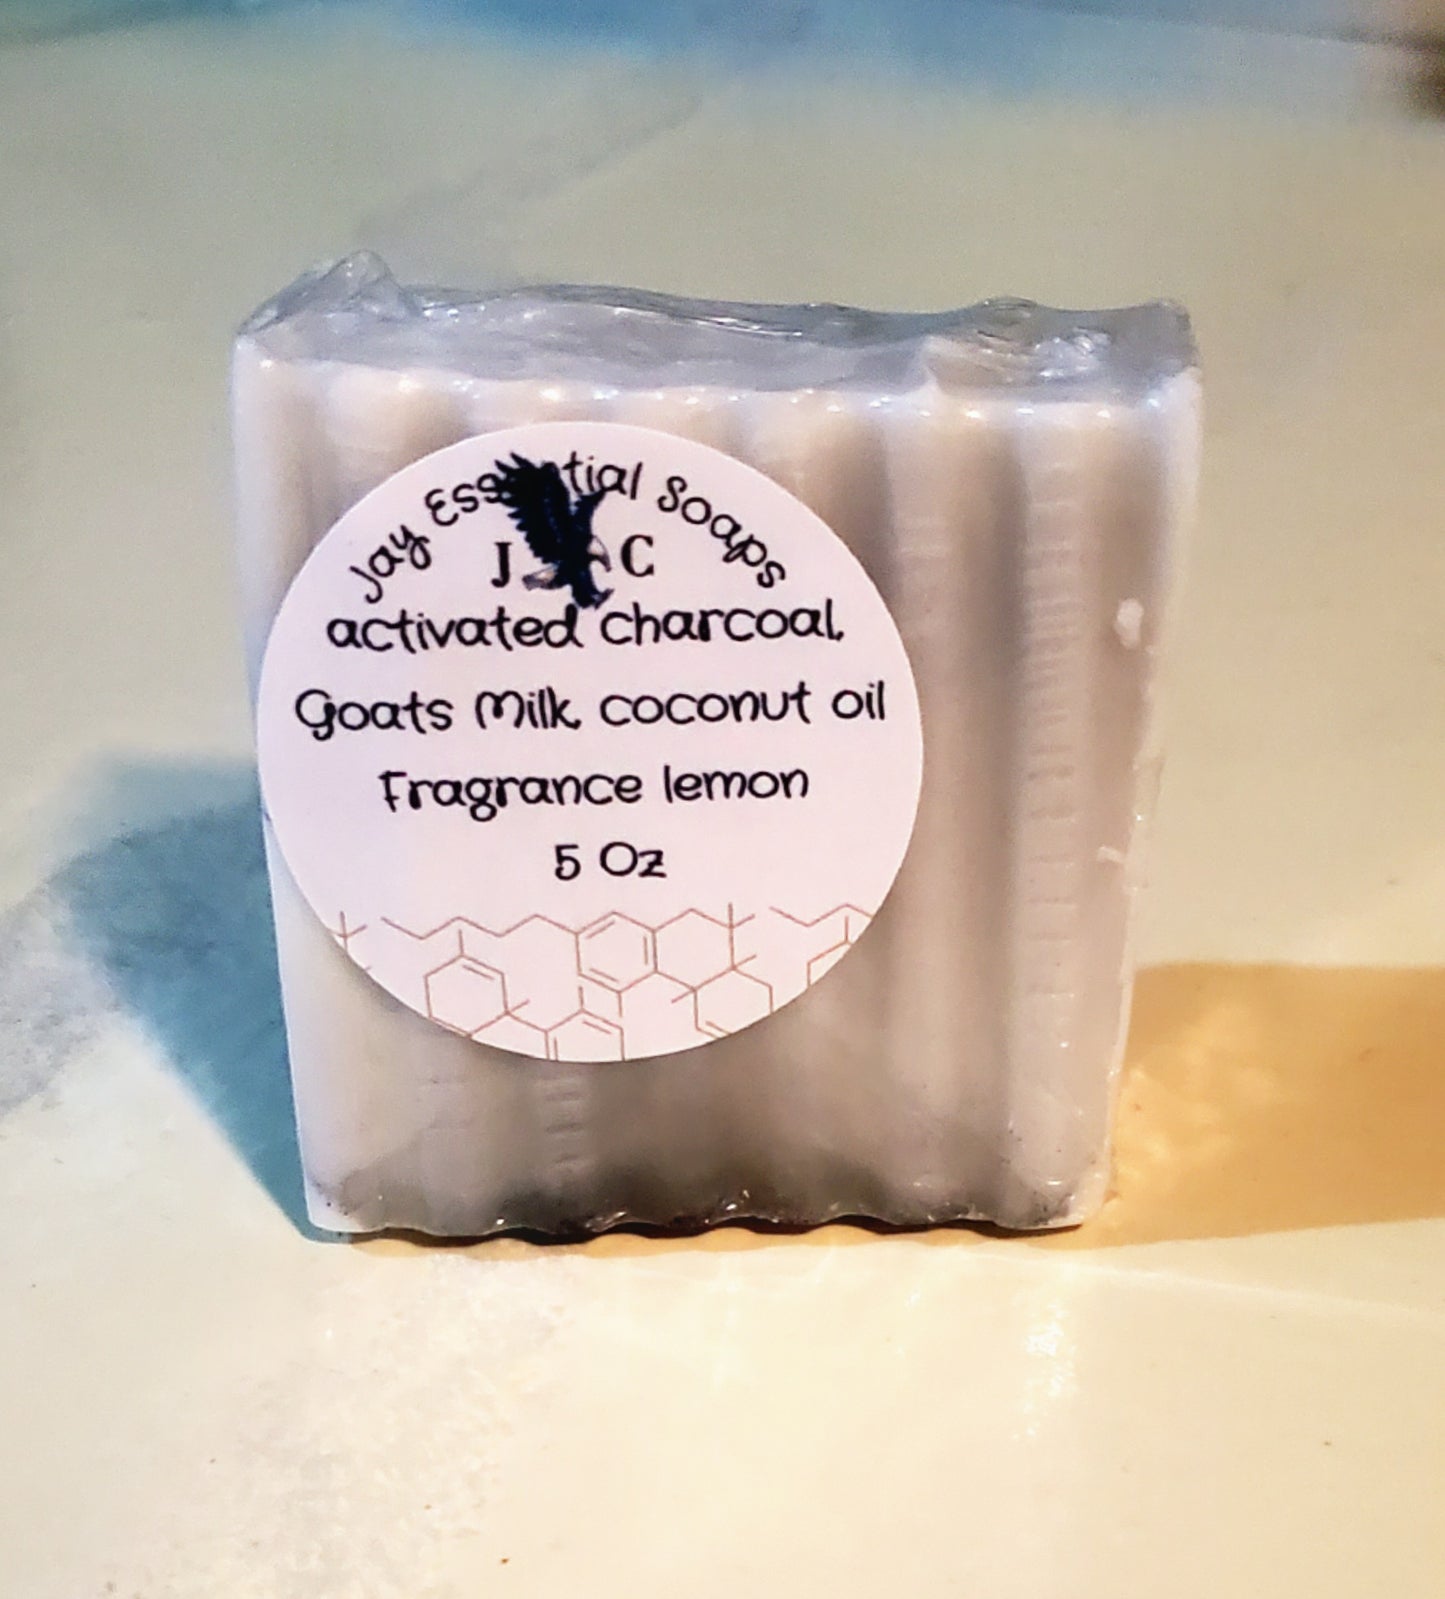 Jay Essential Soaps
J C
activated charcoal,
Goats Milk, coconut oil
Fragrance lemon
5 Oz